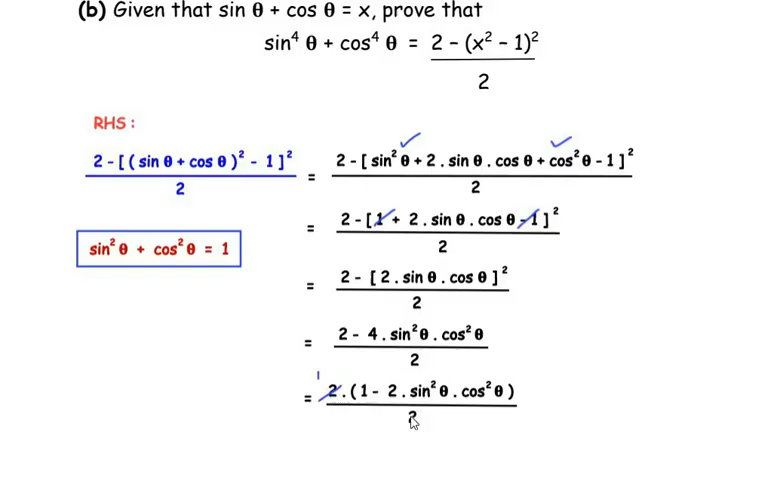 (b) Given that sin θ + cos θ = x, prove that
sin⁴ θ + cos⁴ θ = 2 - (x² - 1)²
2
RHS :
2 - [ ( sin θ + cos θ )² - 1 ]² = 2 - [ sin² θ + 2 . sin θ . cos θ + cos² θ - 1 ]²
2 2
= 2 - [ 1 + 2 . sin θ . cos θ - 1 ]²
2
sin² θ + cos² θ = 1
= 2 - [ 2 . sin θ . cos θ ]²
2
= 2 - 4 . sin² θ . cos² θ
2
1
= 2 . ( 1 - 2 . sin² θ . cos² θ )
2